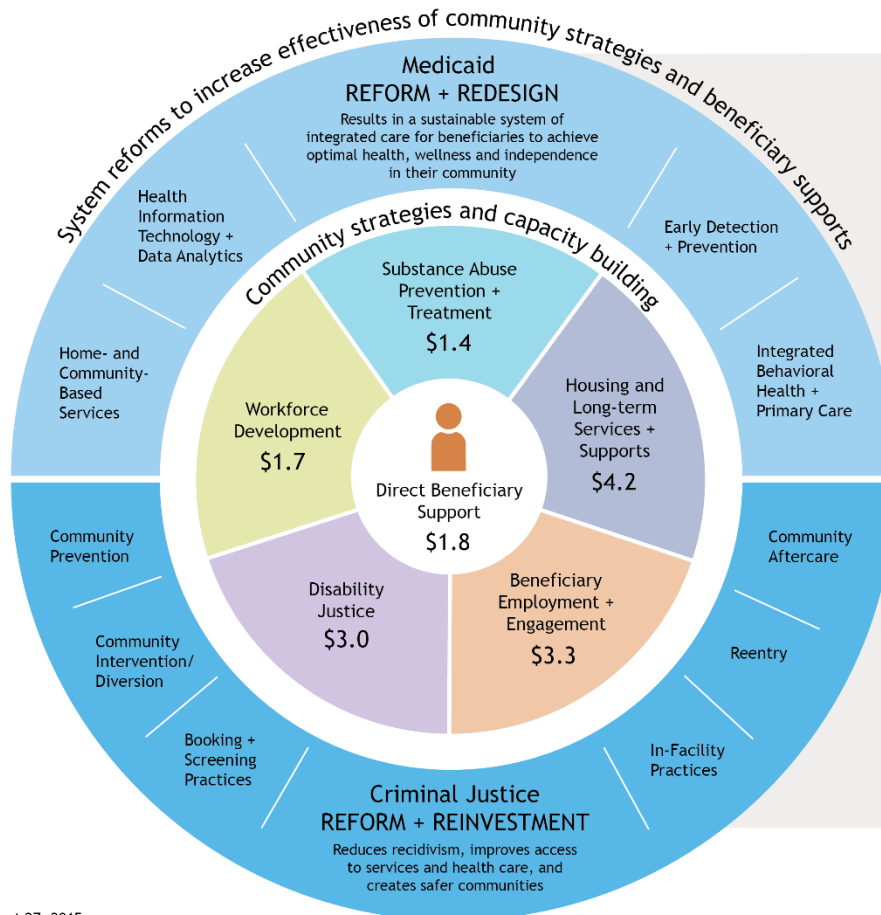 System reforms to increase effectiveness of community strategies and beneficiary supports
Medicaid
REFORM + REDESIGN
Results in a sustainable system of
integrated care for beneficiaries to achieve
optimal health, wellness and independence
in their community
Health
Information
Technology +
Data Analytics
Home- and
Community-
Based
Services
Early Detection
+ Prevention
Integrated
Behavioral
Health +
Primary Care
Community strategies and capacity building
Substance Abuse
Prevention +
Treatment
$1.4
Workforce
Development
$1.7
Housing and
Long-term
Services +
Supports
$4.2
Direct Beneficiary
Support
$1.8
Disability
Justice
$3.0
Beneficiary
Employment +
Engagement
$3.3
Community
Prevention
Community
Intervention/
Diversion
Booking +
Screening
Practices
Community
Aftercare
Reentry
In-Facility
Practices
Criminal Justice
REFORM + REINVESTMENT
Reduces recidivism, improves access
to services and health care, and
creates safer communities